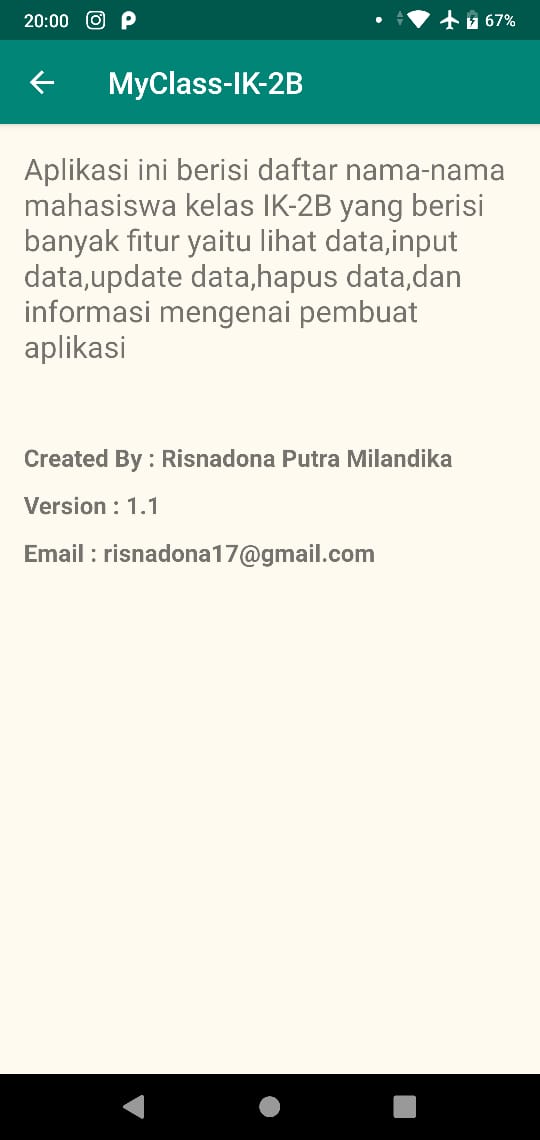 20:00
67%
MyClass-IK-2B
Aplikasi ini berisi daftar nama-nama
mahasiswa kelas IK-2B yang berisi
banyak fitur yaitu lihat data,input
data,update data,hapus data,dan
informasi mengenai pembuat
aplikasi
Created By : Risnadona Putra Milandika
Version : 1.1
Email : risnadona17@gmail.com